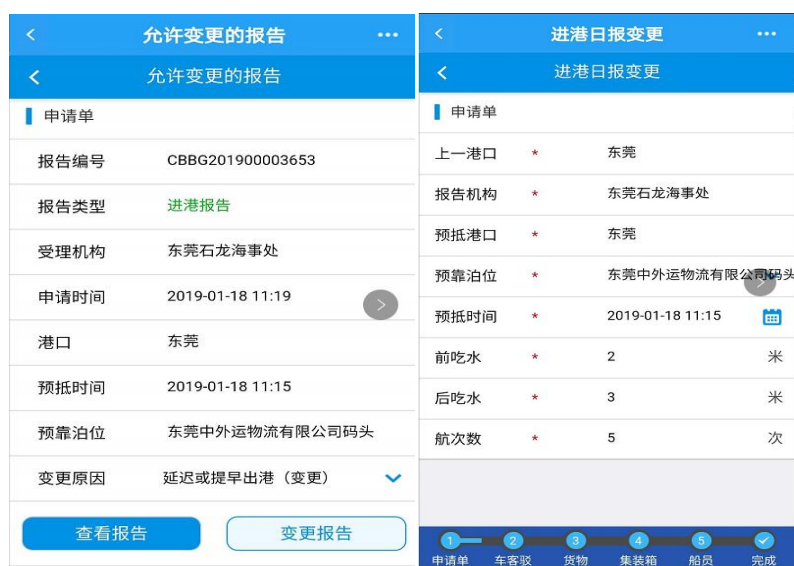 允许变更的报告
允许变更的报告
申请单
报告编号 CBBG201900003653
报告类型 进港报告
受理机构 东莞石龙海事处
申请时间 2019-01-18 11:19
港口 东莞
预抵时间 2019-01-18 11:15
预靠泊位 东莞中外运物流有限公司码头
变更原因 延迟或提早出港（变更）
查看报告 变更报告
进港日报变更
进港日报变更
申请单
上一港口 * 东莞
报告机构 * 东莞石龙海事处
预抵港口 * 东莞
预靠泊位 * 东莞中外运物流有限公司码头
预抵时间 * 2019-01-18 11:15
前吃水 * 2 米
后吃水 * 3 米
航次数 * 5 次
1 2 3 4 5
申请单 车客驳 货物 集装箱 船员 完成